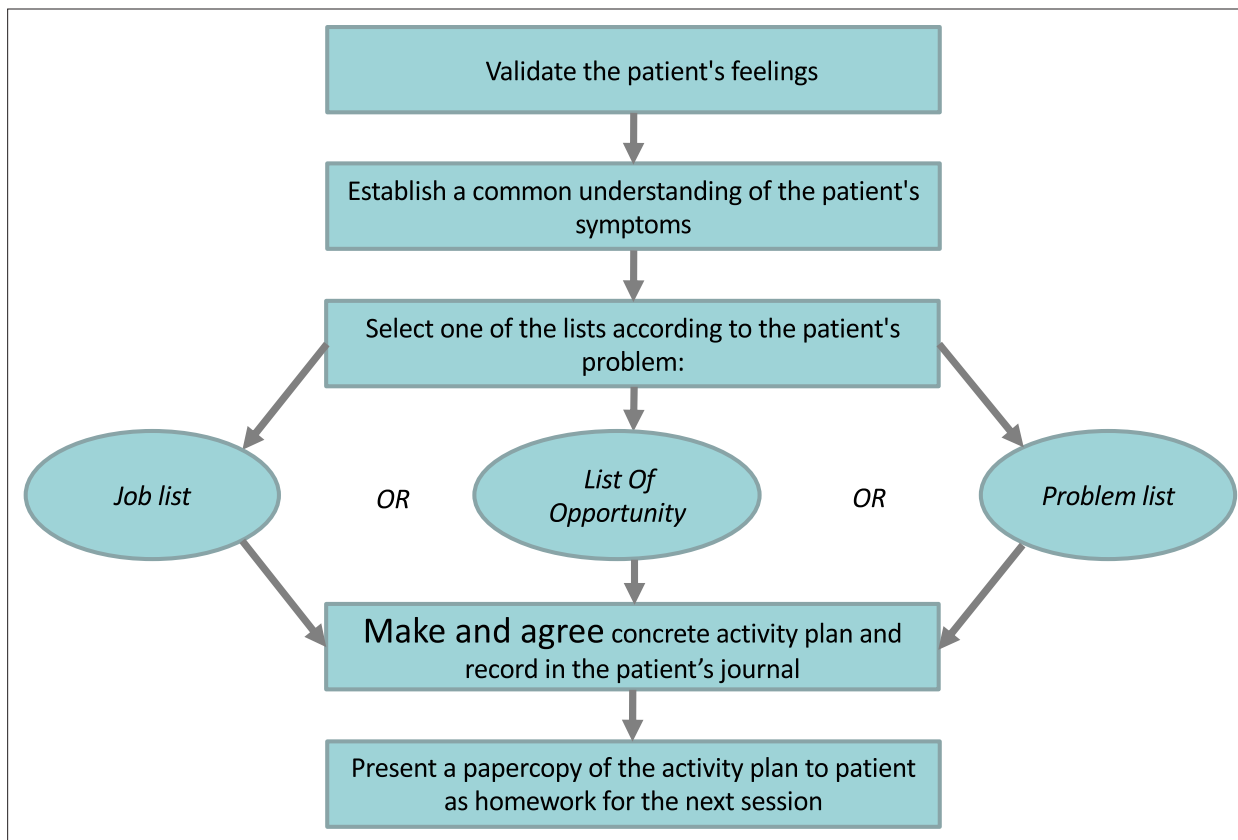 Validate the patient's feelings
Establish a common understanding of the patient's
symptoms
Select one of the lists according to the patient's
problem:
Job list
OR
List Of
Opportunity
OR
Problem list
Make and agree concrete activity plan and
record in the patient’s journal
Present a papercopy of the activity plan to patient
as homework for the next session